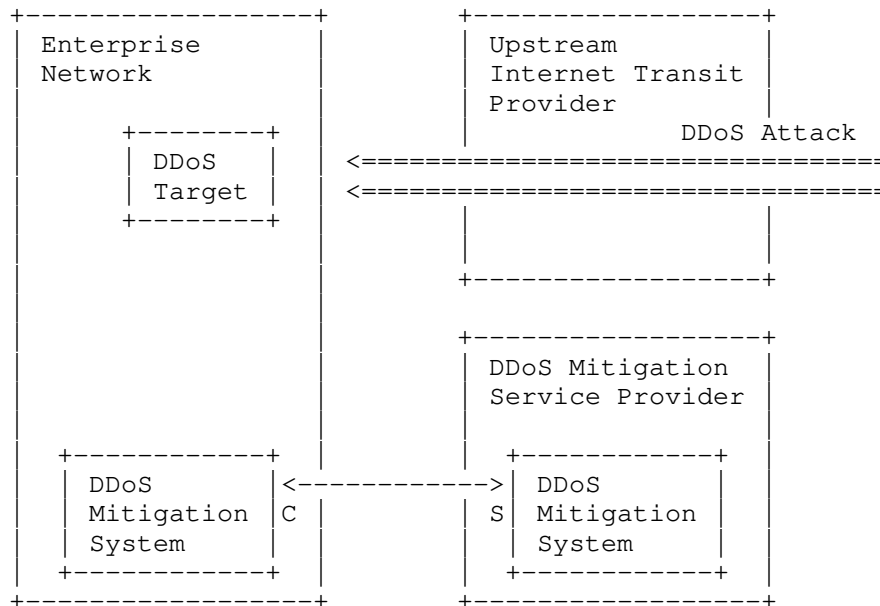 Enterprise
Network
Upstream
Internet Transit
Provider
DDoS Attack
DDoS
Target
DDoS Mitigation
Service Provider
DDoS
Mitigation
System
C
S
DDoS
Mitigation
System